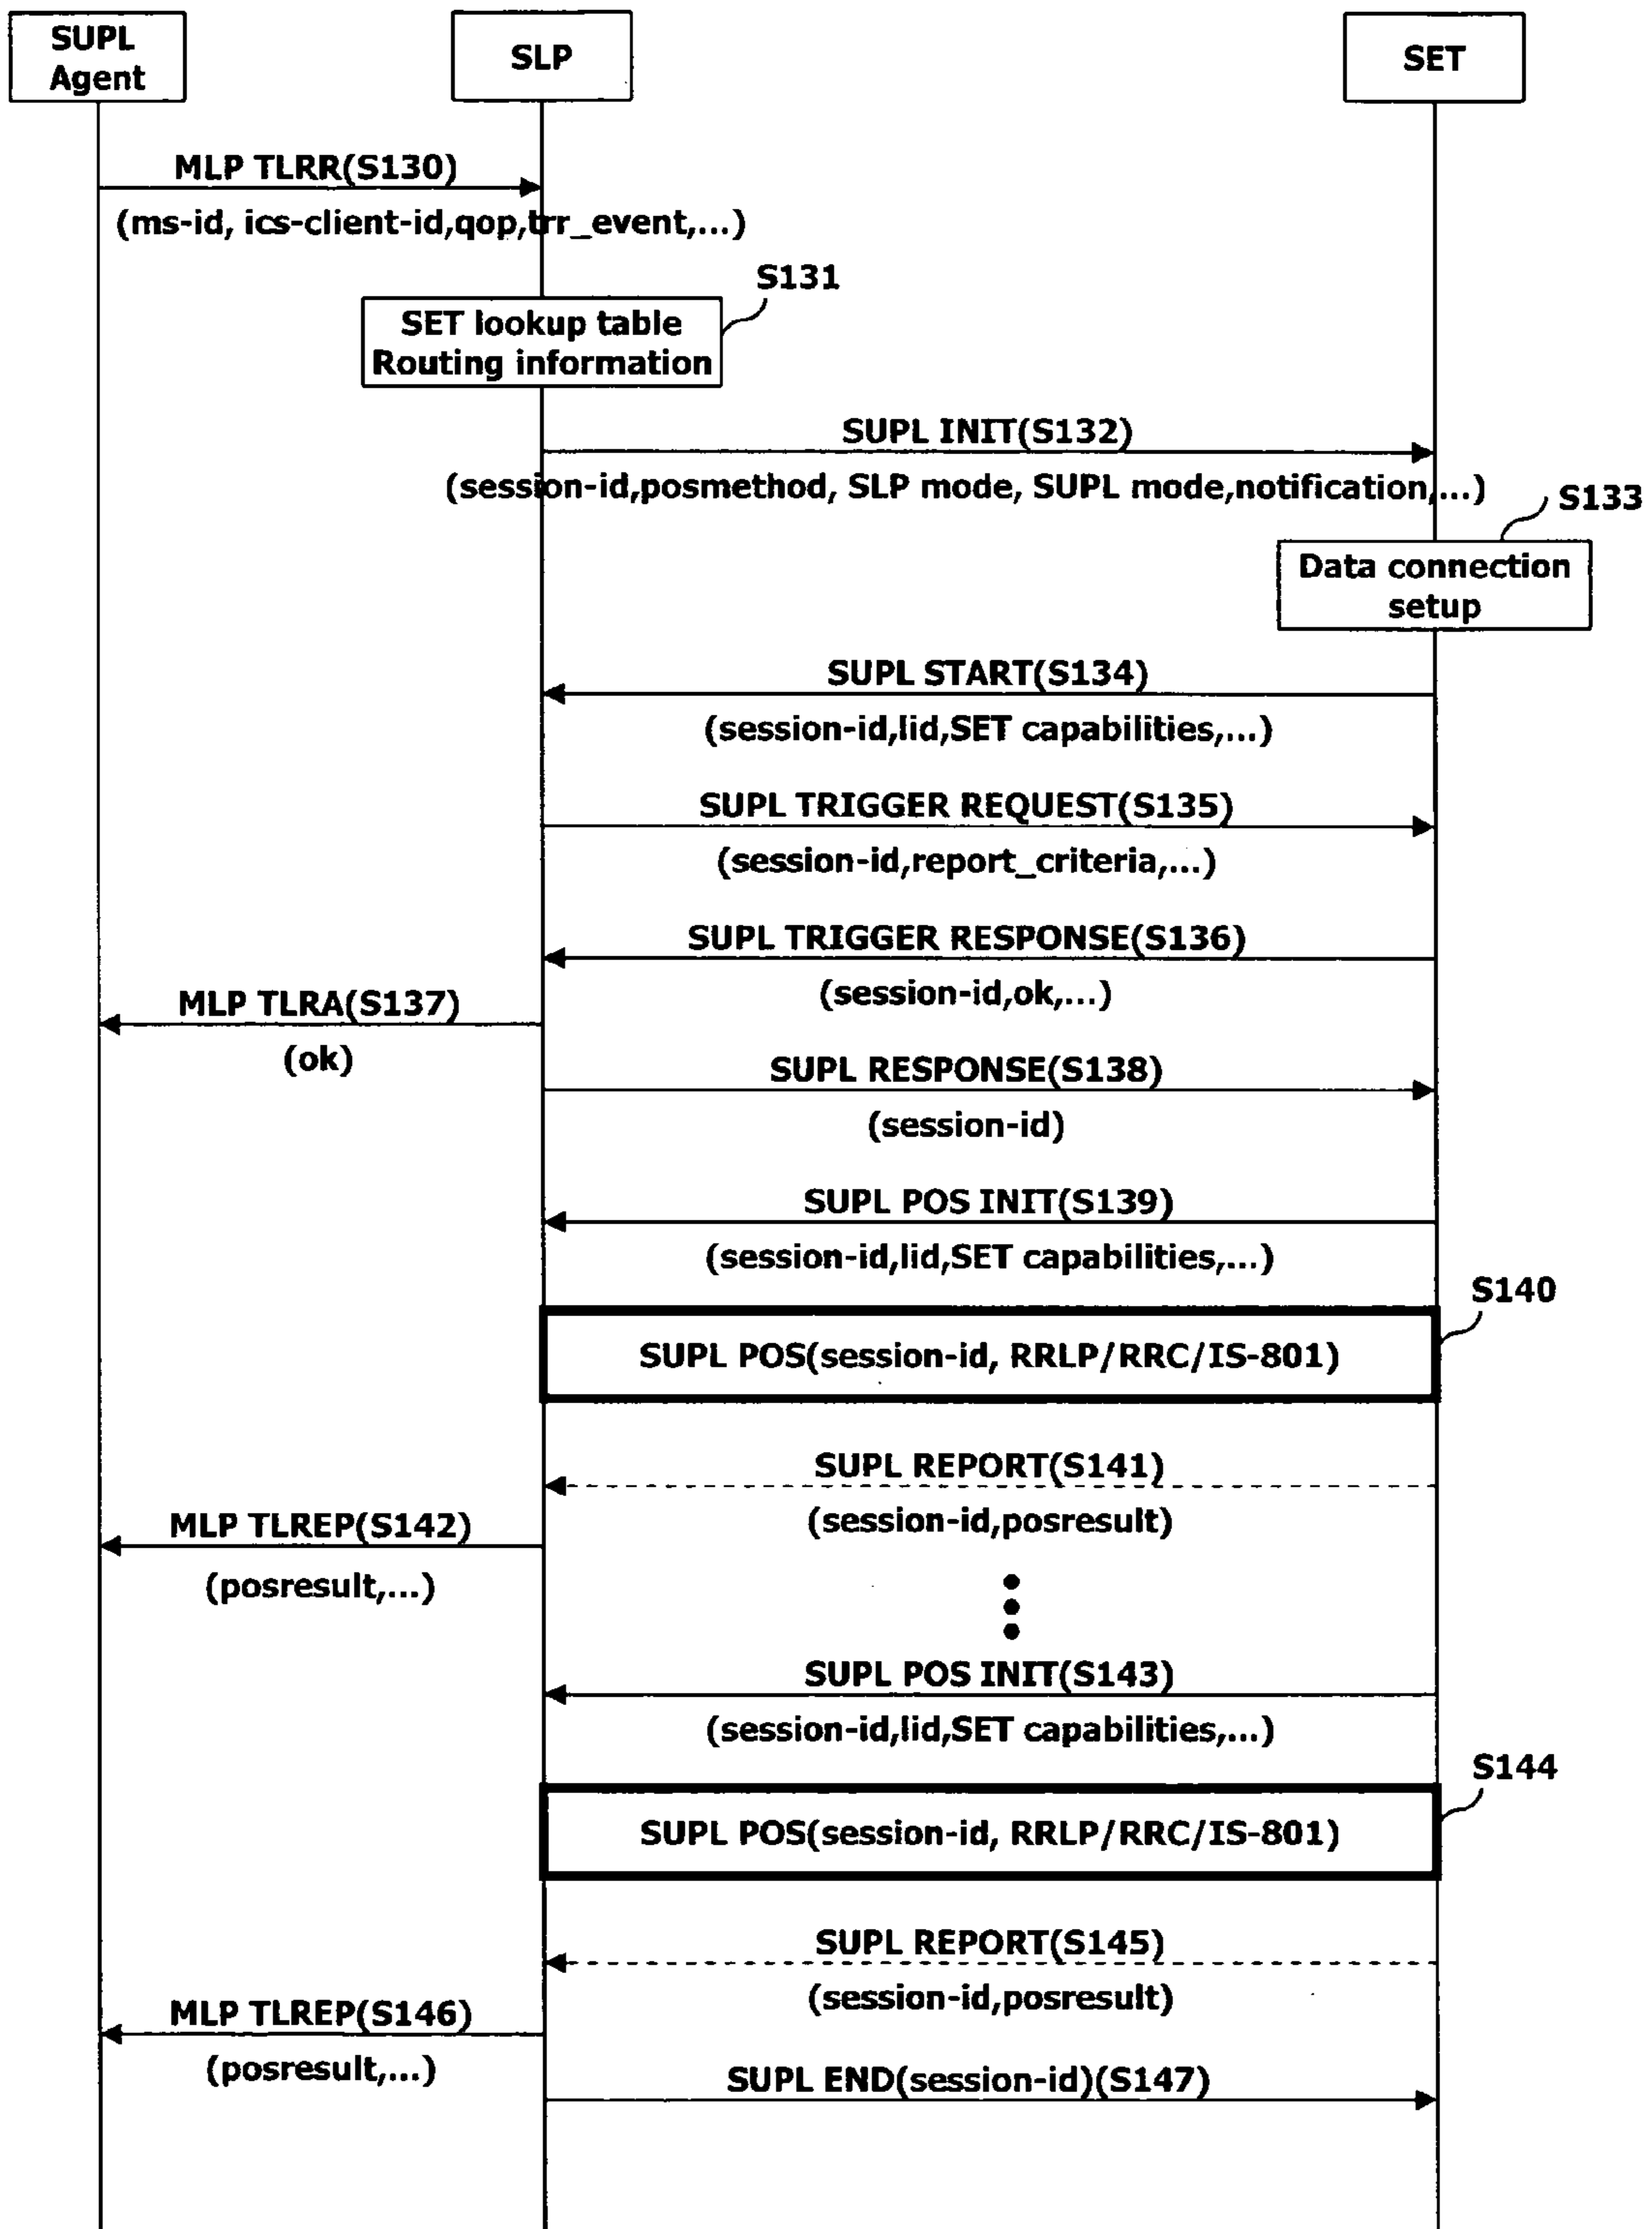 SUPL
Agent
SLP
SET
MLP TLRR(S130)
(ms-id, ics-client-id,qop,trr_event,...)
S131
SET lookup table
Routing information
SUPL INIT(S132)
(session-id,posmethod, SLP mode, SUPL mode,notification,...)
S133
Data connection
setup
SUPL START(S134)
(session-id,lid,SET capabilities,...)
SUPL TRIGGER REQUEST(S135)
(session-id,report_criteria,...)
SUPL TRIGGER RESPONSE(S136)
(session-id,ok,...)
MLP TLRA(S137)
(ok)
SUPL RESPONSE(S138)
(session-id)
SUPL POS INIT(S139)
(session-id,lid,SET capabilities,...)
S140
SUPL POS(session-id, RRLP/RRC/IS-801)
SUPL REPORT(S141)
(session-id,posresult)
MLP TLREP(S142)
(posresult,...)
SUPL POS INIT(S143)
(session-id,lid,SET capabilities,...)
S144
SUPL POS(session-id, RRLP/RRC/IS-801)
SUPL REPORT(S145)
(session-id,posresult)
MLP TLREP(S146)
(posresult,...)
SUPL END(session-id)(S147)